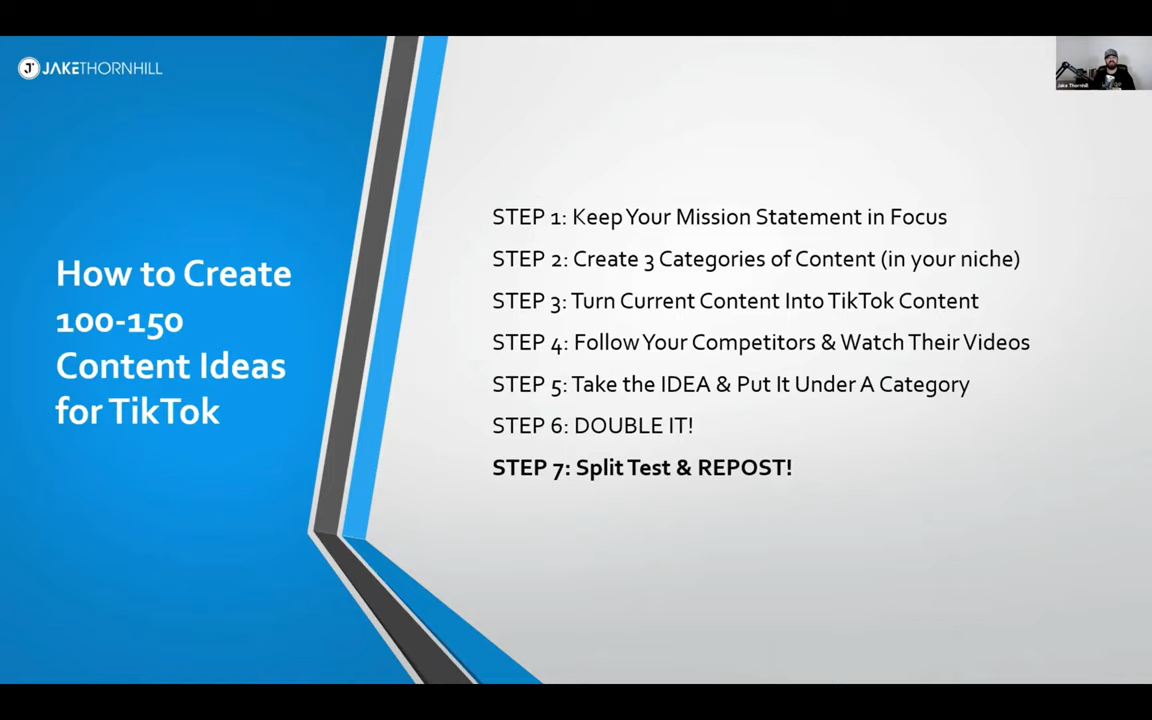 JAKETHORNHILL
Jake Thornhill
How to Create
100-150
Content Ideas
for TikTok
STEP 1: Keep Your Mission Statement in Focus
STEP 2: Create 3 Categories of Content (in your niche)
STEP 3: Turn Current Content Into TikTok Content
STEP 4: Follow Your Competitors & Watch Their Videos
STEP 5: Take the IDEA & Put It Under A Category
STEP 6: DOUBLE IT!
STEP 7: Split Test & REPOST!